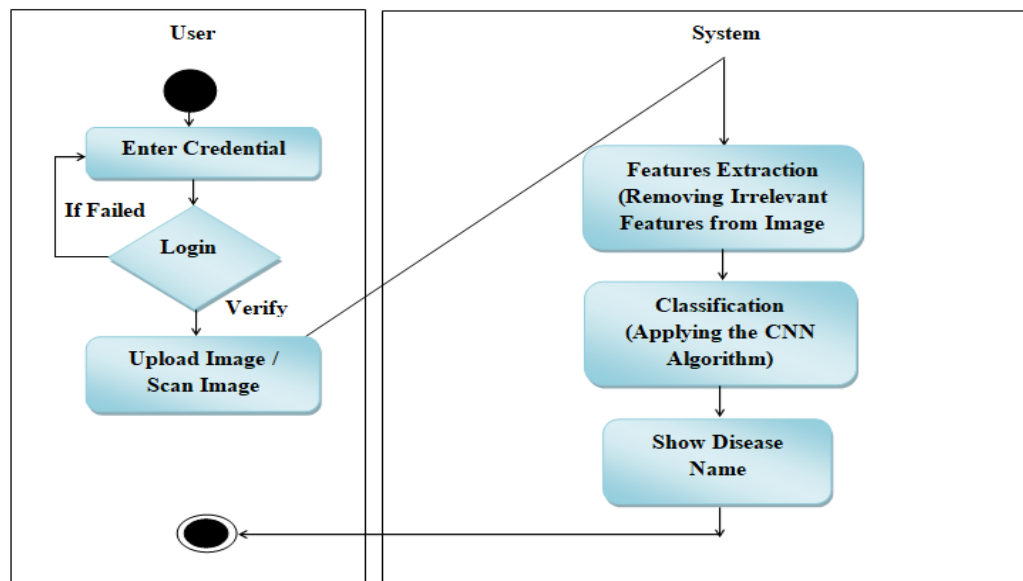 User
Enter Credential
If Failed
Login
Verify
Upload Image /
Scan Image
System
Features Extraction
(Removing Irrelevant
Features from Image
Classification
(Applying the CNN
Algorithm)
Show Disease
Name